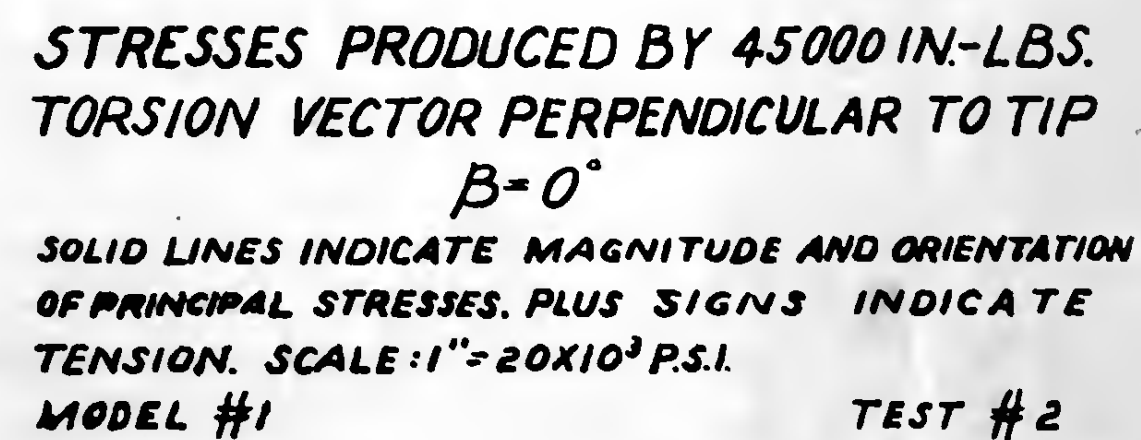 STRESSES PRODUCED BY 45000 IN.-LBS.
TORSION VECTOR PERPENDICULAR TO TIP
β=0°
SOLID LINES INDICATE MAGNITUDE AND ORIENTATION
OF PRINCIPAL STRESSES. PLUS SIGNS INDICATE
TENSION. SCALE: 1"=20X10³ P.S.I.
MODEL #1 TEST #2